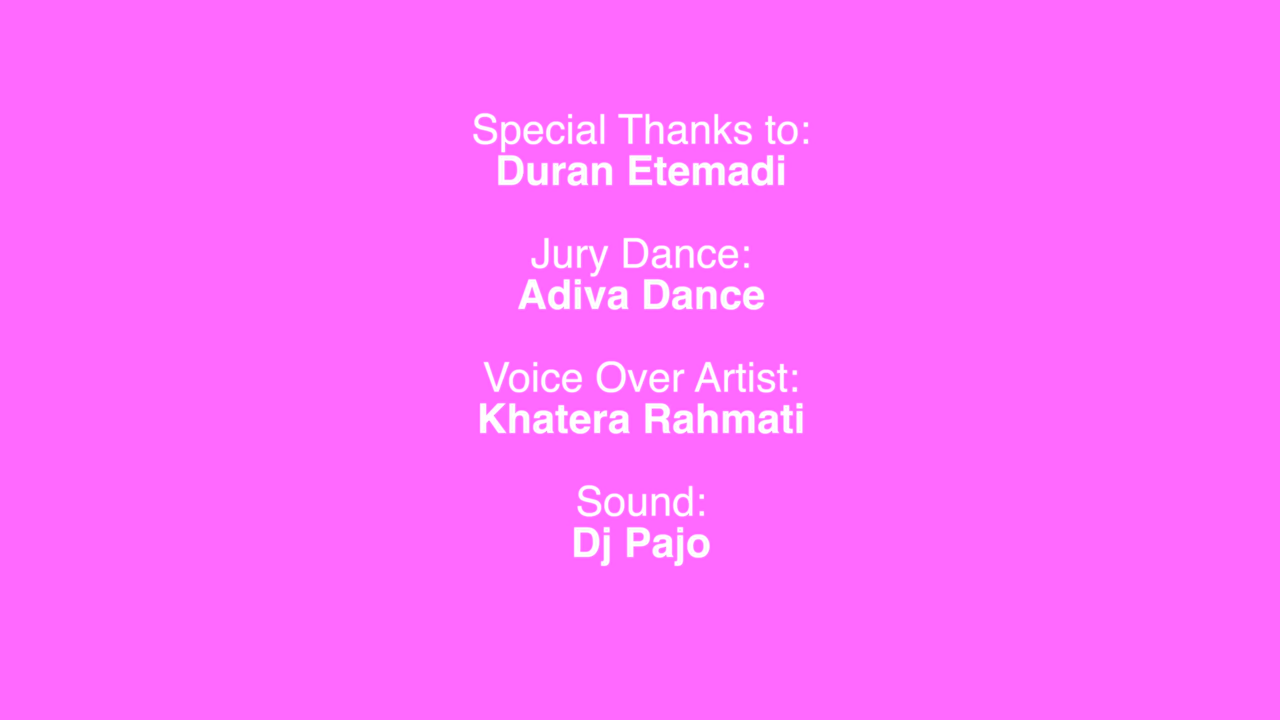 Special Thanks to:
Duran Etemadi
Jury Dance:
Adiva Dance
Voice Over Artist:
Khatera Rahmati
Sound:
Dj Pajo